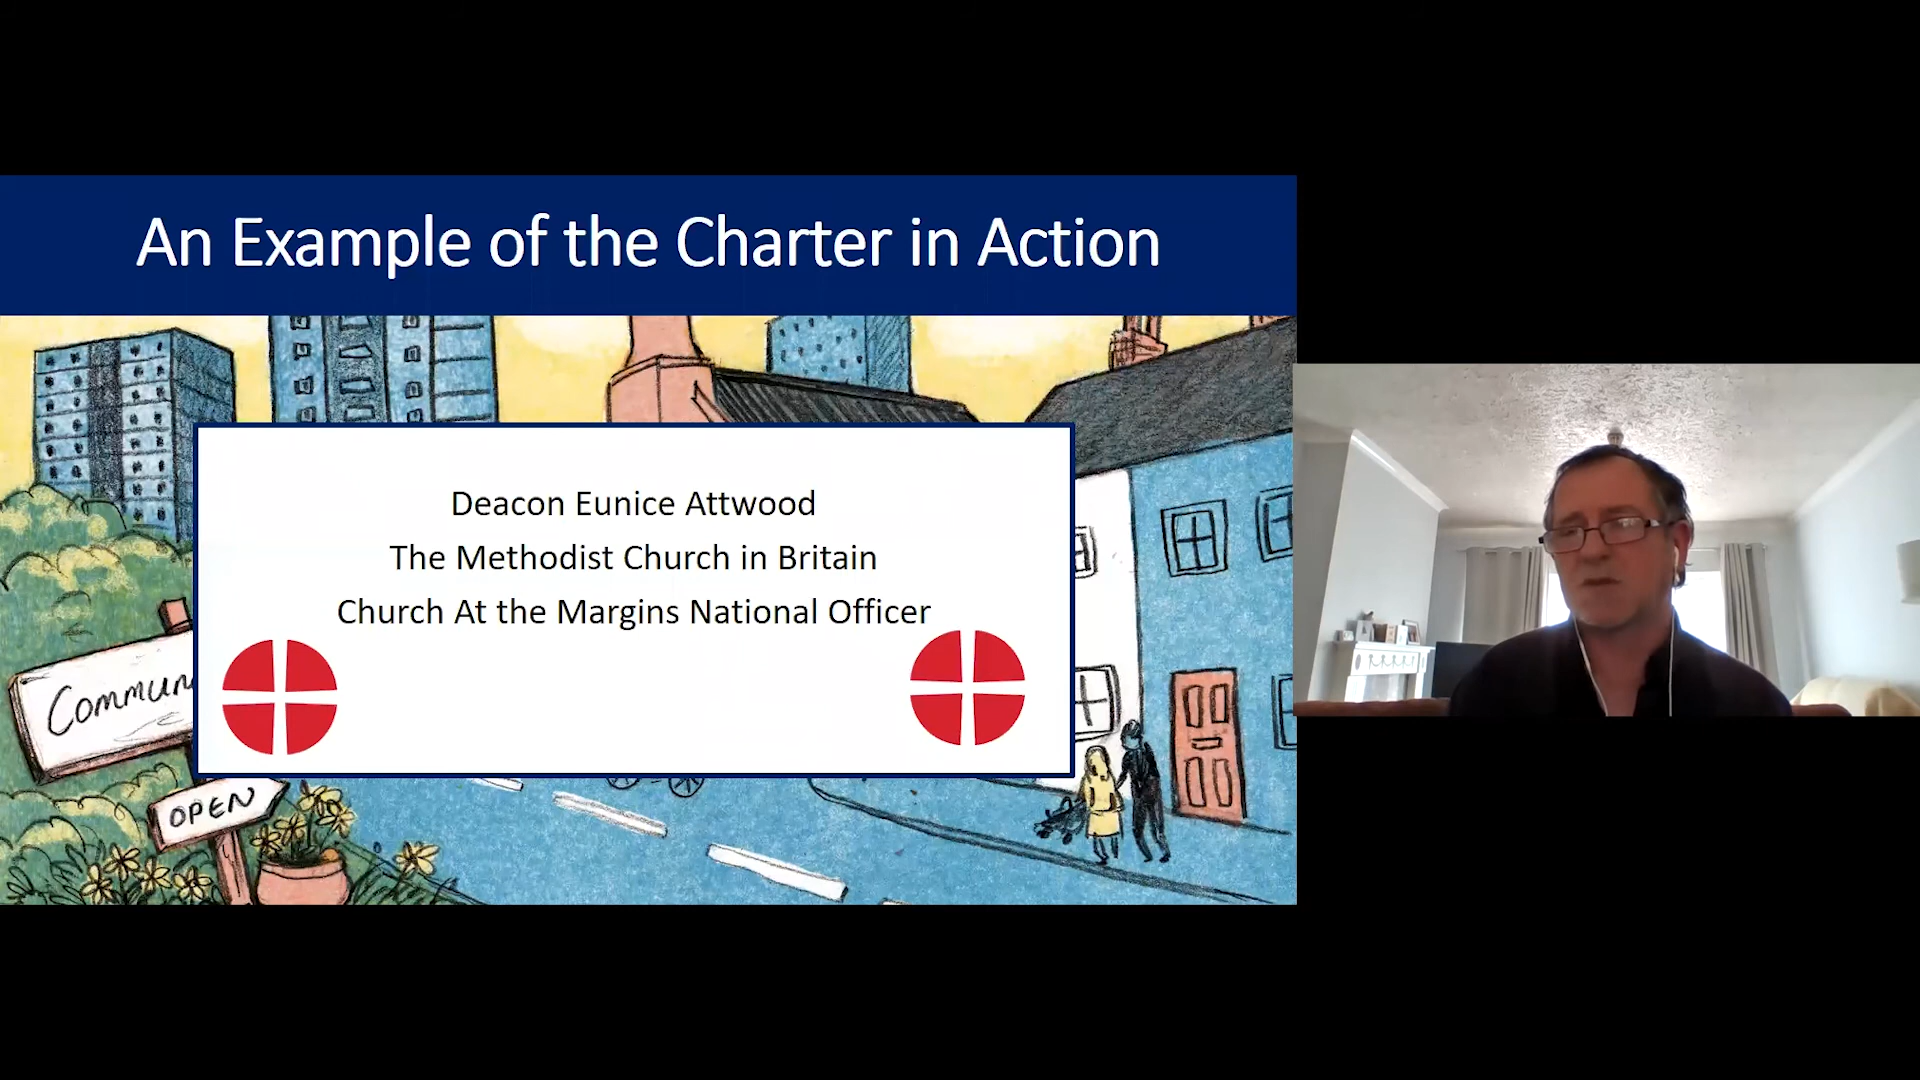 An Example of the Charter in Action
Deacon Eunice Attwood
The Methodist Church in Britain
Church At the Margins National Officer
OPEN